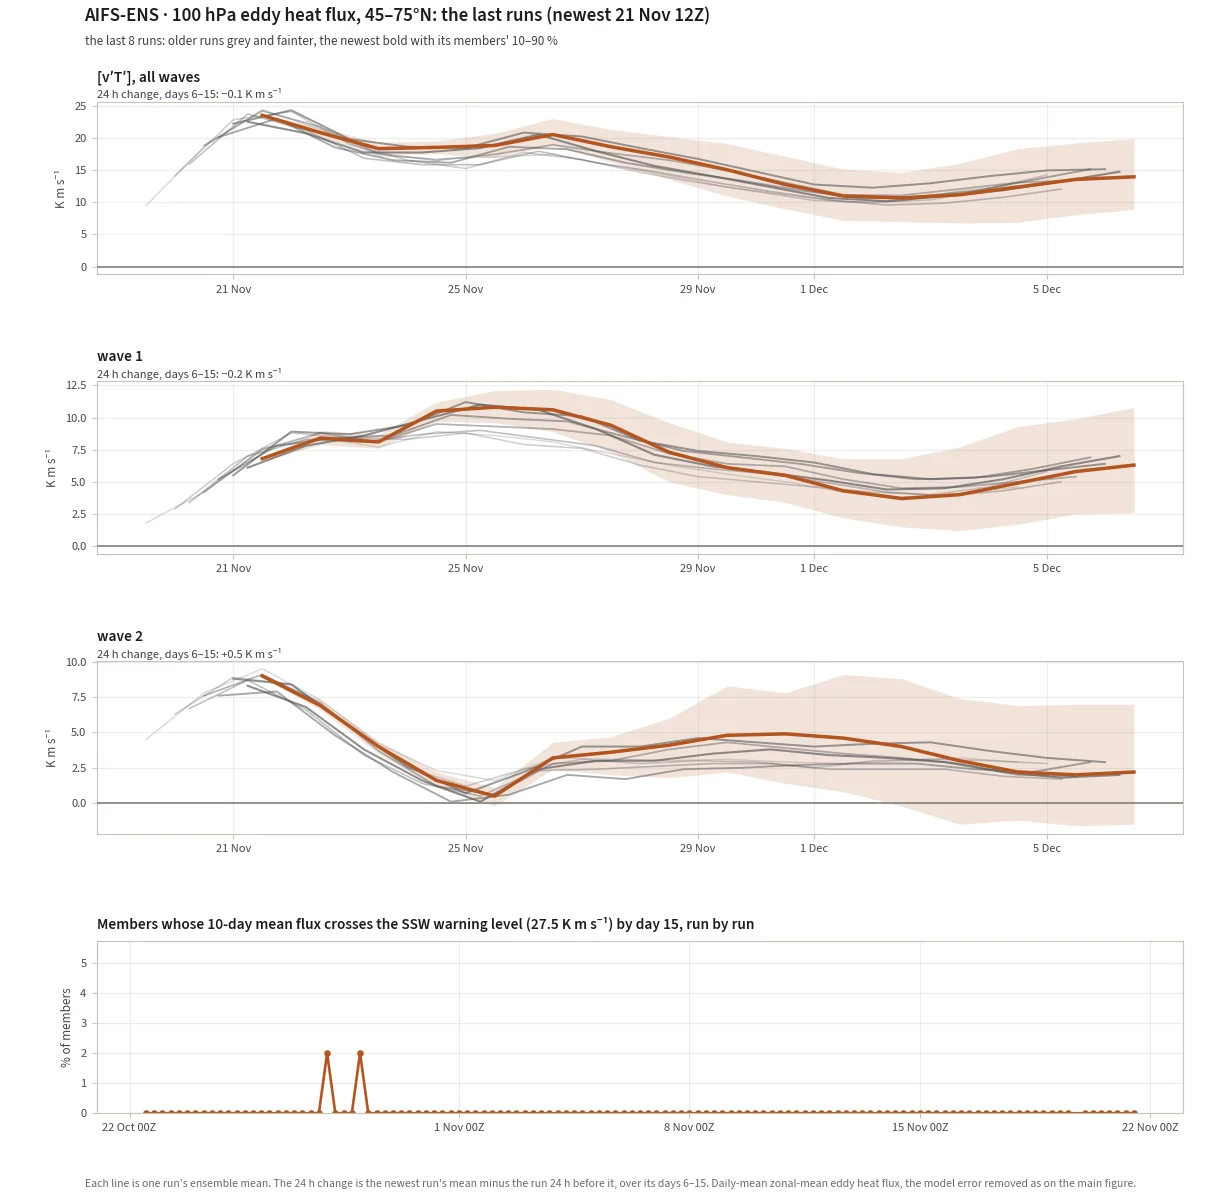 AIFS-ENS · 100 hPa eddy heat flux, 45–75°N: the last runs (newest 21 Nov 12Z)
the last 8 runs: older runs grey and fainter, the newest bold with its members' 10–90 %
[v′T′], all waves
24 h change, days 6–15: −0.1 K m s⁻¹
25
20
15
10
5
0
K m s⁻¹
21 Nov
25 Nov
29 Nov
1 Dec
5 Dec
wave 1
24 h change, days 6–15: −0.2 K m s⁻¹
12.5
10.0
7.5
5.0
2.5
0.0
K m s⁻¹
21 Nov
25 Nov
29 Nov
1 Dec
5 Dec
wave 2
24 h change, days 6–15: +0.5 K m s⁻¹
10.0
7.5
5.0
2.5
0.0
K m s⁻¹
21 Nov
25 Nov
29 Nov
1 Dec
5 Dec
Members whose 10-day mean flux crosses the SSW warning level (27.5 K m s⁻¹) by day 15, run by run
5
4
3
2
1
0
% of members
22 Oct 00Z
1 Nov 00Z
8 Nov 00Z
15 Nov 00Z
22 Nov 00Z
Each line is one run's ensemble mean. The 24 h change is the newest run's mean minus the run 24 h before it, over its days 6–15. Daily-mean zonal-mean eddy heat flux, the model error removed as on the main figure.